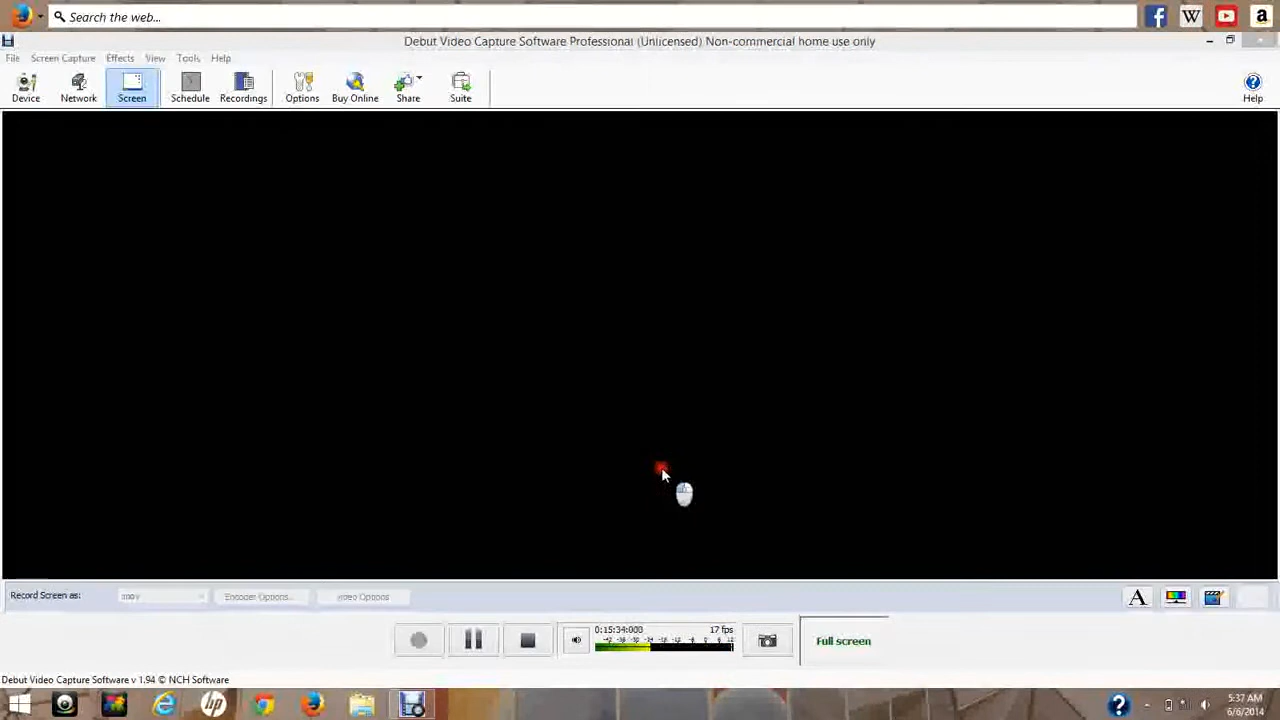 Search the web...
f W a
Debut Video Capture Software Professional (Unlicensed) Non-commercial home use only
File Screen Capture Effects View Tools Help
Device Network Screen Schedule Recordings Options Buy Online Share Suite Help
Record Screen as: Encoder Options... Video Options A
0:15:34:008 17 fps
Full screen
Debut Video Capture Software v 1.94 © NCH Software
hp ? 5:37 AM
6/6/2014